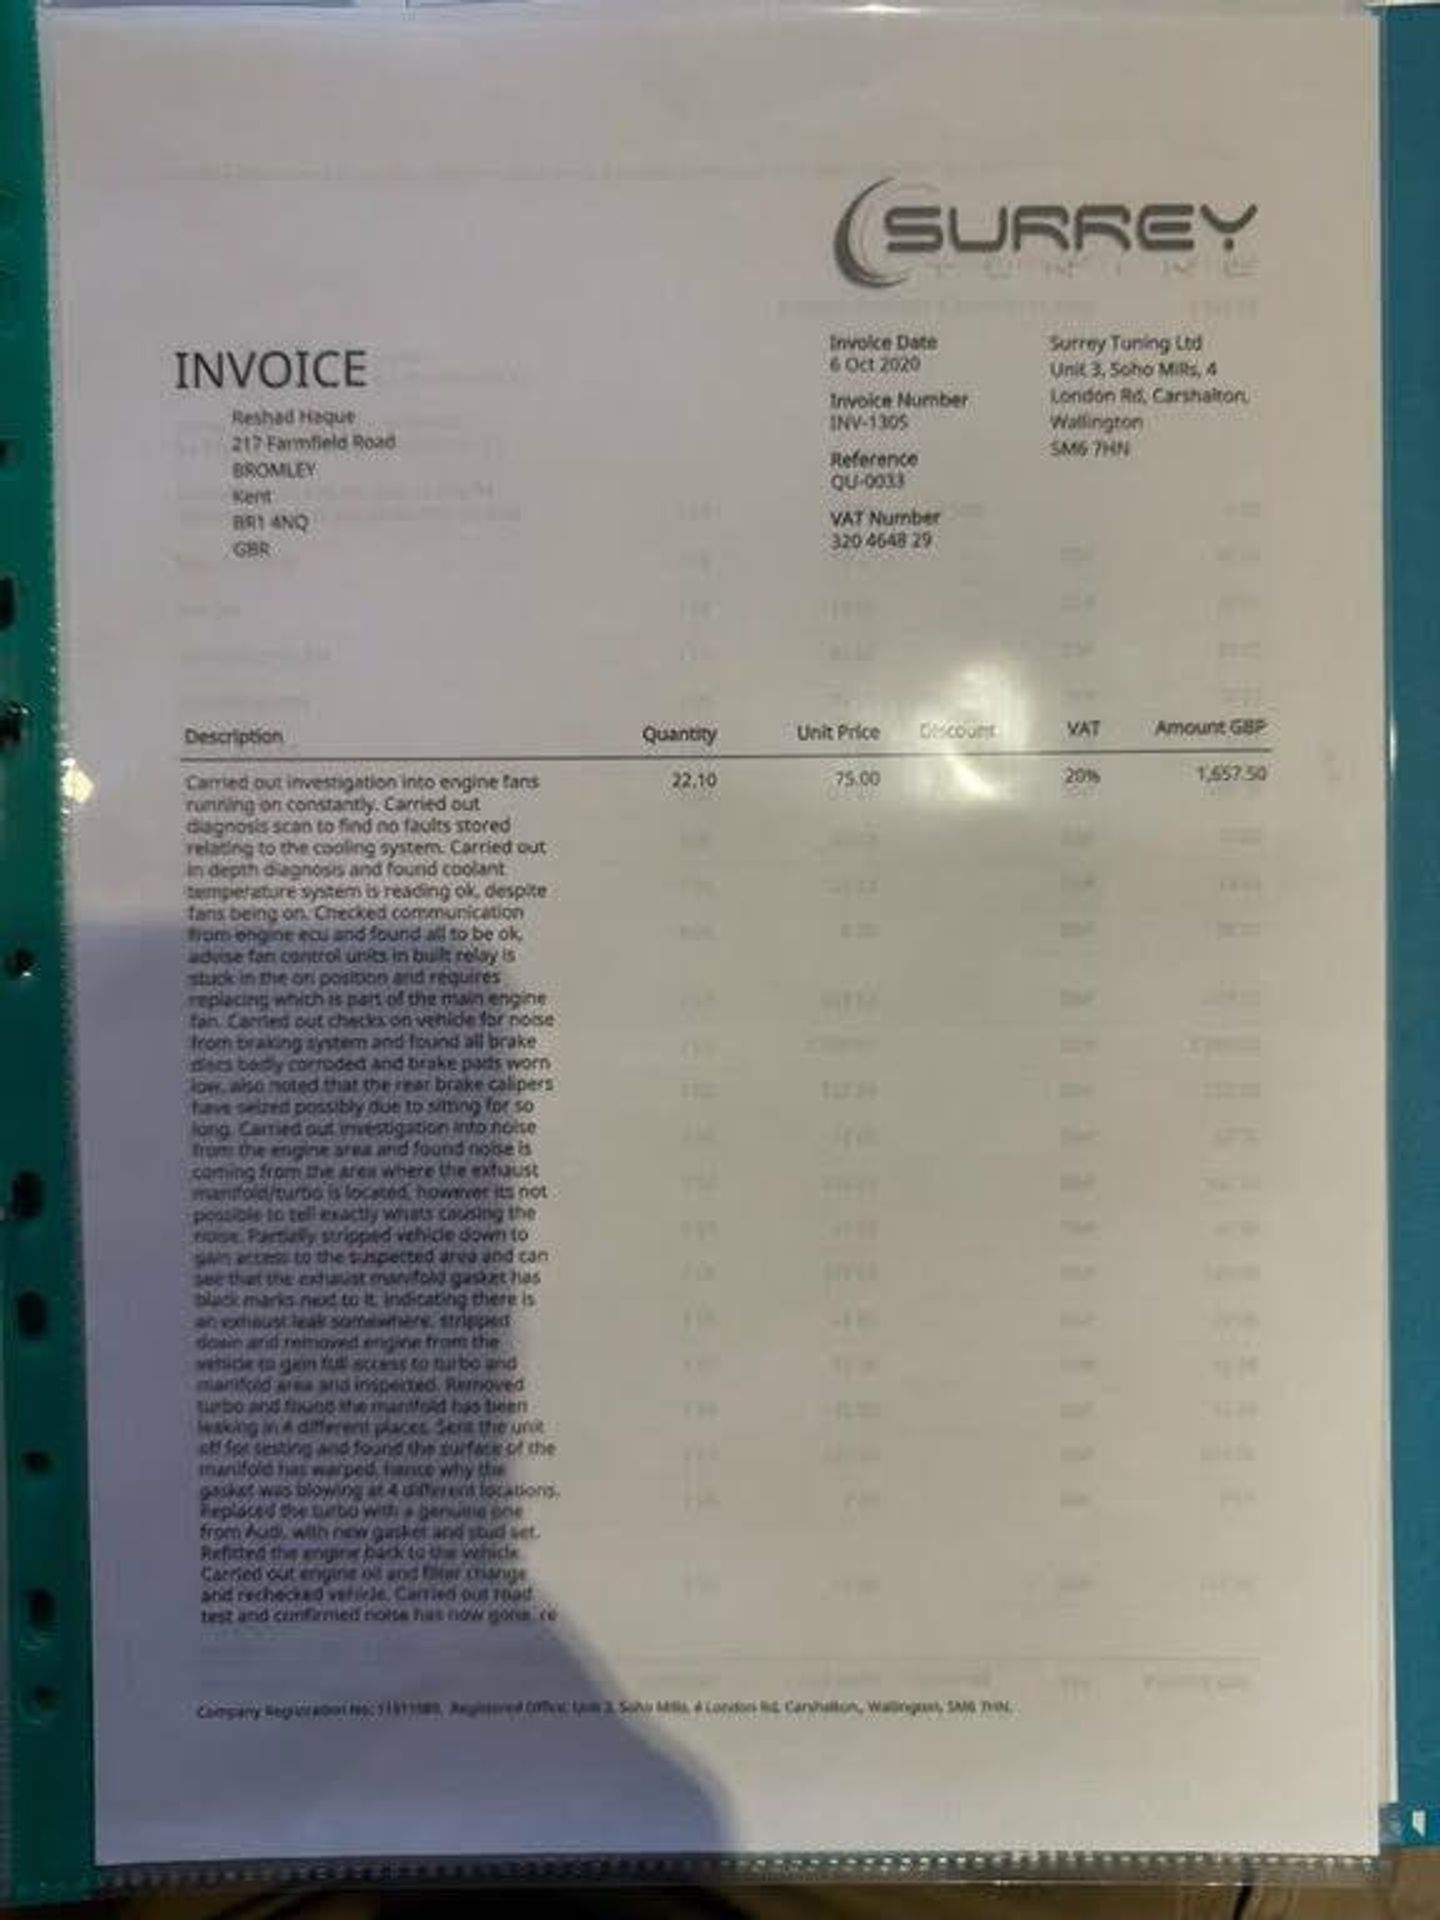 SURREY
TUNING
INVOICE
Reshad Haque
217 Farmfield Road
BROMLEY
Kent
BR1 4NQ
GBR
Invoice Date
6 Oct 2020
Invoice Number
INV-1305
Reference
QU-0033
VAT Number
320 4648 29
Surrey Tuning Ltd
Unit 3, Soho Mills, 4
London Rd, Carshalton,
Wallington
SM6 7HN
Description Quantity Unit Price Discount VAT Amount GBP
Carried out investigation into engine fans 22.10 75.00 20% 1,657.50
running on constantly. Carried out
diagnosis scan to find no faults stored
relating to the cooling system. Carried out
in depth diagnosis and found coolant
temperature system is reading ok, despite
fans being on. Checked communication
from engine ecu and found all to be ok,
advise fan control units in built relay is
stuck in the on position and requires
replacing which is part of the main engine
fan. Carried out checks on vehicle for noise
from braking system and found all brake
discs badly corroded and brake pads worn
low, also noted that the rear brake calipers
have seized possibly due to sitting for so
long. Carried out investigation into noise
from the engine area and found noise is
coming from the area where the exhaust
manifold/turbo is located, however its not
possible to tell exactly whats causing the
noise. Partially stripped vehicle down to
gain access to the suspected area and can
see that the exhaust manifold gasket has
black marks next to it, indicating there is
an exhaust leak somewhere. stripped
down and removed engine from the
vehicle to gain full access to turbo and
manifold area and inspected. Removed
turbo and found the manifold has been
leaking in 4 different places. Sent the unit
off for testing and found the surface of the
manifold has warped, hence why the
gasket was blowing at 4 different locations.
Replaced the turbo with a genuine one
from Audi, with new gasket and stud set.
Refitted the engine back to the vehicle.
Carried out engine oil and filter change
and rechecked vehicle. Carried out road
test and confirmed noise has now gone. re
Company Registration No: Registered Office: Unit 3, Soho Mills, 4 London Rd, Carshalton,, Wallington, SM6 7HN.